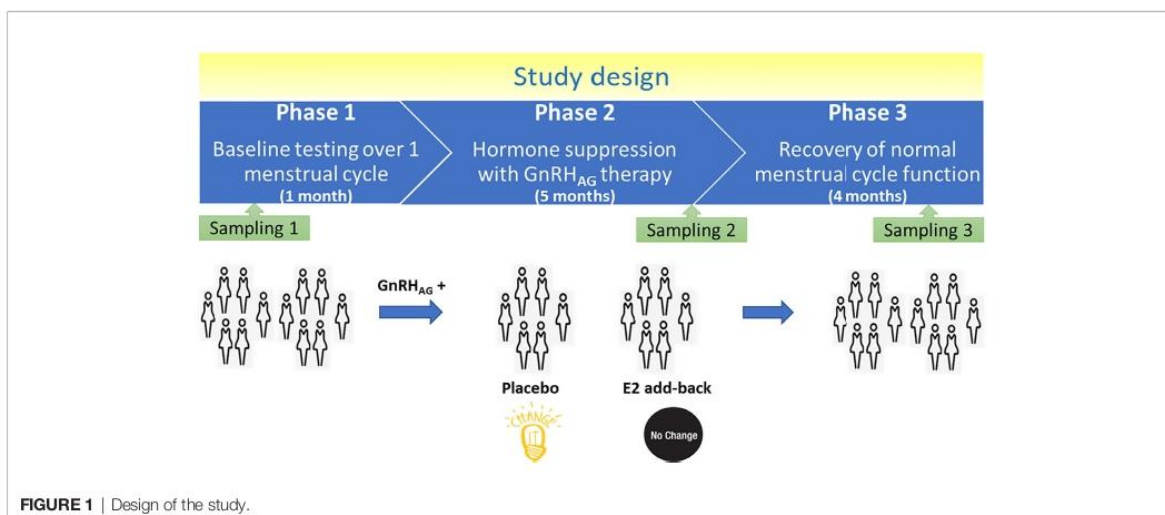 Study design
Phase 1
Baseline testing over 1
menstrual cycle
(1 month)
Phase 2
Hormone suppression
with GnRHAG therapy
(5 months)
Phase 3
Recovery of normal
menstrual cycle function
(4 months)
Sampling 1
Sampling 2
Sampling 3
GnRHAG +
Placebo
E2 add-back
CHANGE
IT
No Change
FIGURE 1 | Design of the study.